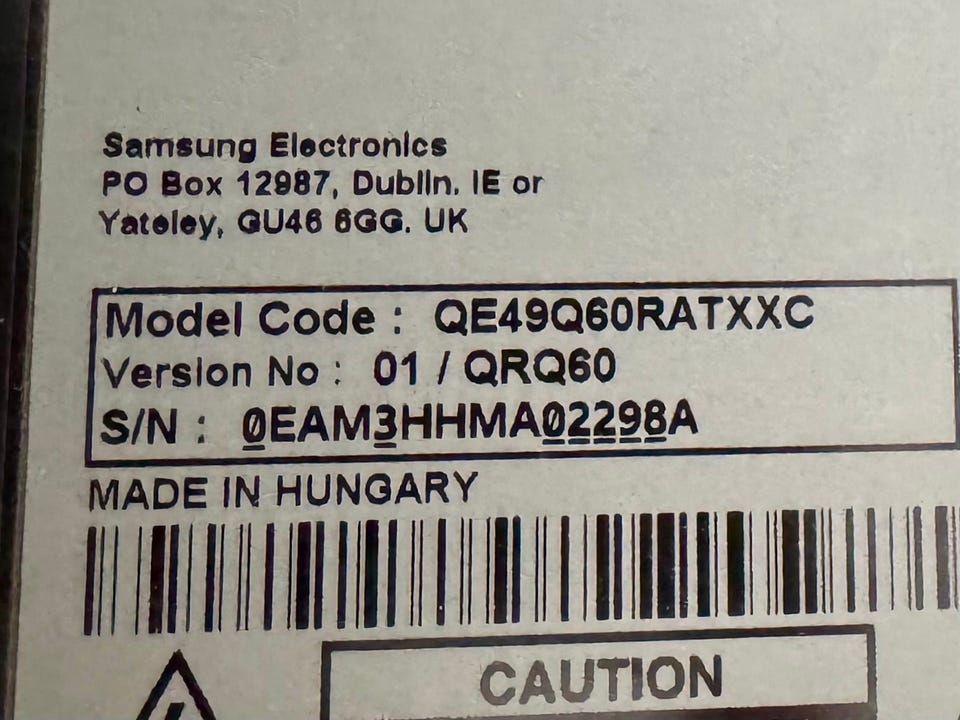 Samsung Electronics
PO Box 12987, Dublin. IE or
Yateley, GU46 6GG. UK
Model Code : QE49Q60RATXXC
Version No : 01 / QRQ60
S/N : 0EAM3HHMA02298A
MADE IN HUNGARY
CAUTION